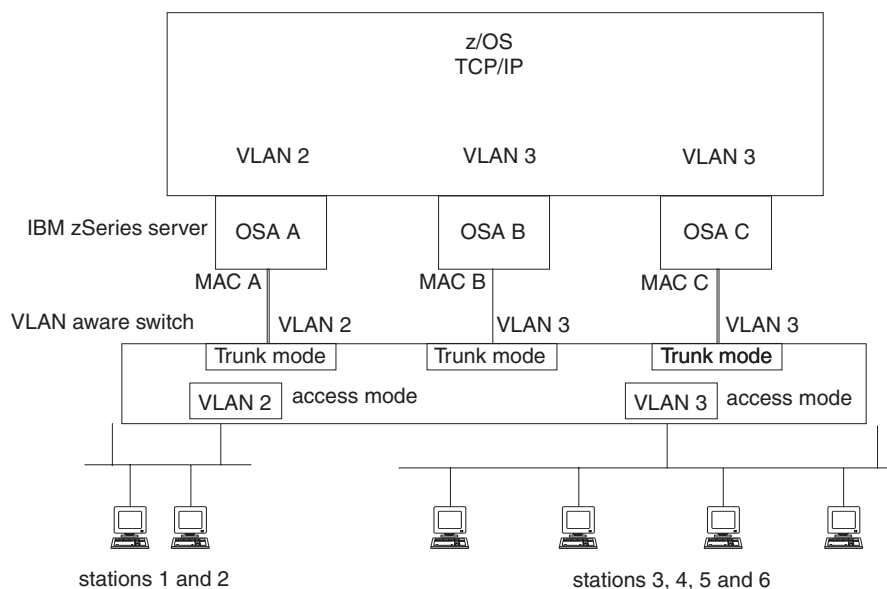 z/OS
TCP/IP
VLAN 2
VLAN 3
VLAN 3
IBM zSeries server
OSA A
OSA B
OSA C
MAC A
MAC B
MAC C
VLAN aware switch
VLAN 2
VLAN 3
VLAN 3
Trunk mode
Trunk mode
Trunk mode
VLAN 2
access mode
VLAN 3
access mode
stations 1 and 2
stations 3, 4, 5 and 6